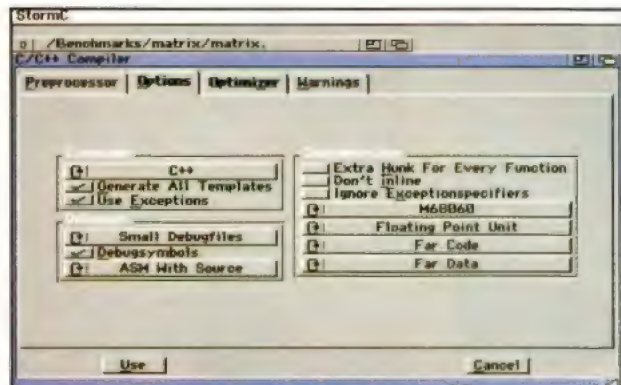 StormC
/Benchmarks/matrix/matrix.
C/C++ Compiler
Preprocessor
Options
Optimizer
Warnings
C++
Generate All Templates
Use Exceptions
Small Debugfiles
Debugsymbols
ASM With Source
Extra Hunk For Every Function
Don't inline
Ignore Exceptionspecifiers
M68060
Floating Point Unit
Far Code
Far Data
Use
Cancel